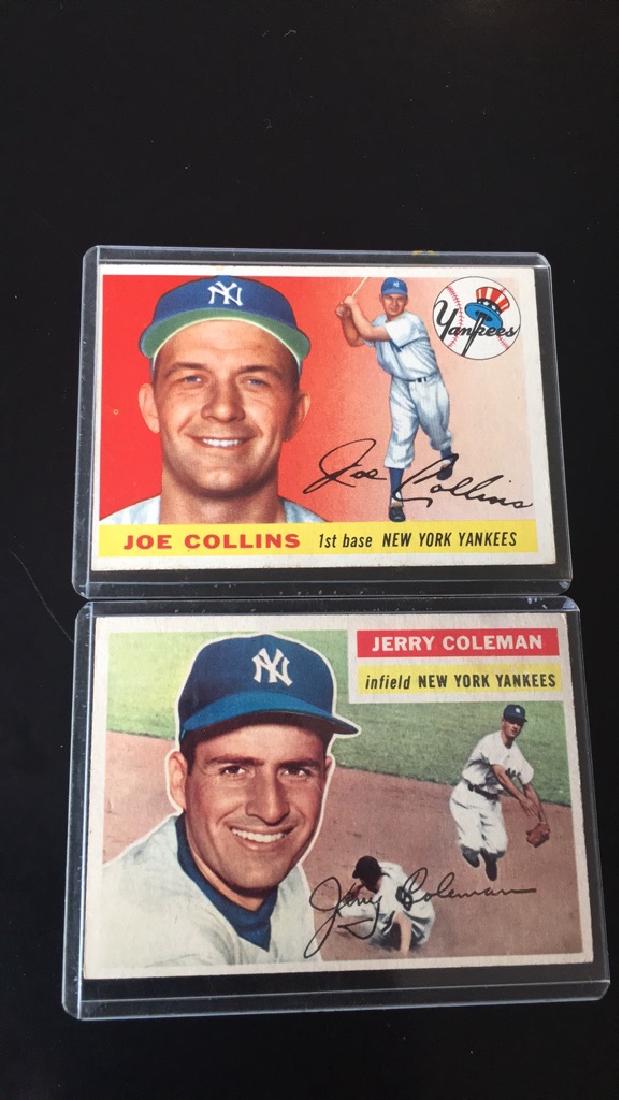 NY
Yankees
Joe Collins
JOE COLLINS 1st base NEW YORK YANKEES
JERRY COLEMAN
infield NEW YORK YANKEES
NY
Jerry Coleman